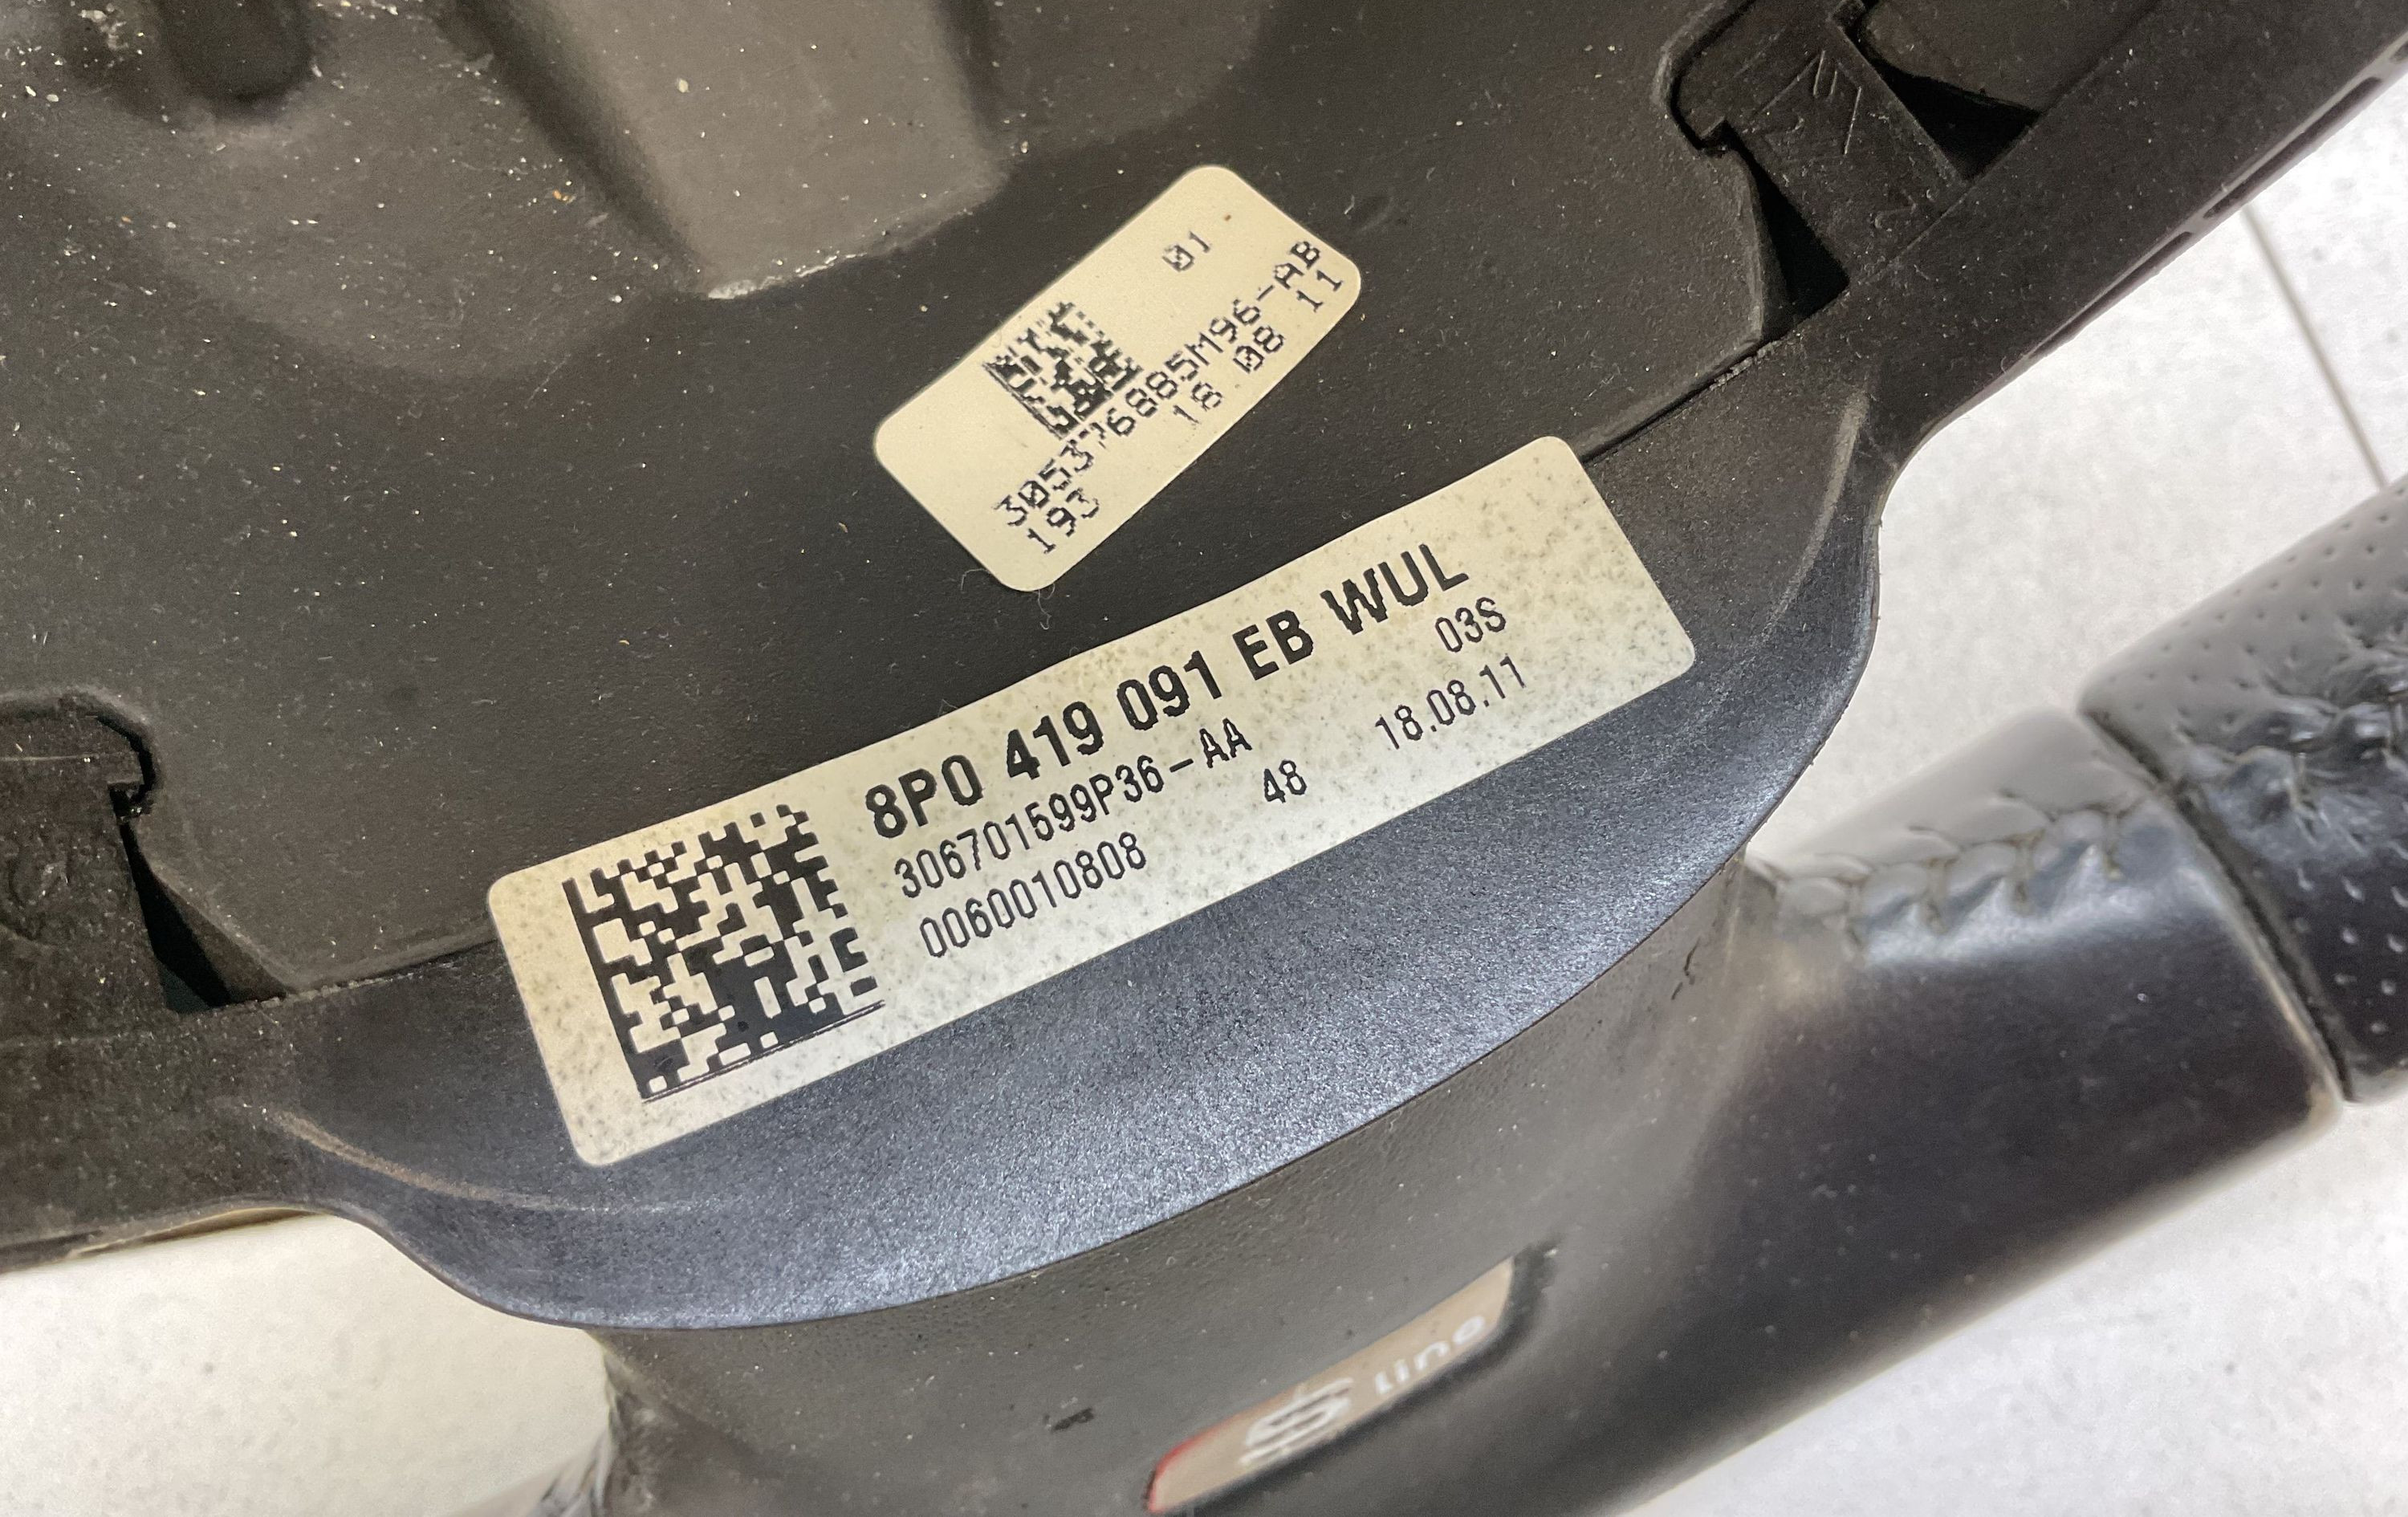 01
305376885M96-AB
193 18 08 11
8P0 419 091 EB WUL
03S
306701599P36-AA
48 18.08.11
0060010808
S line